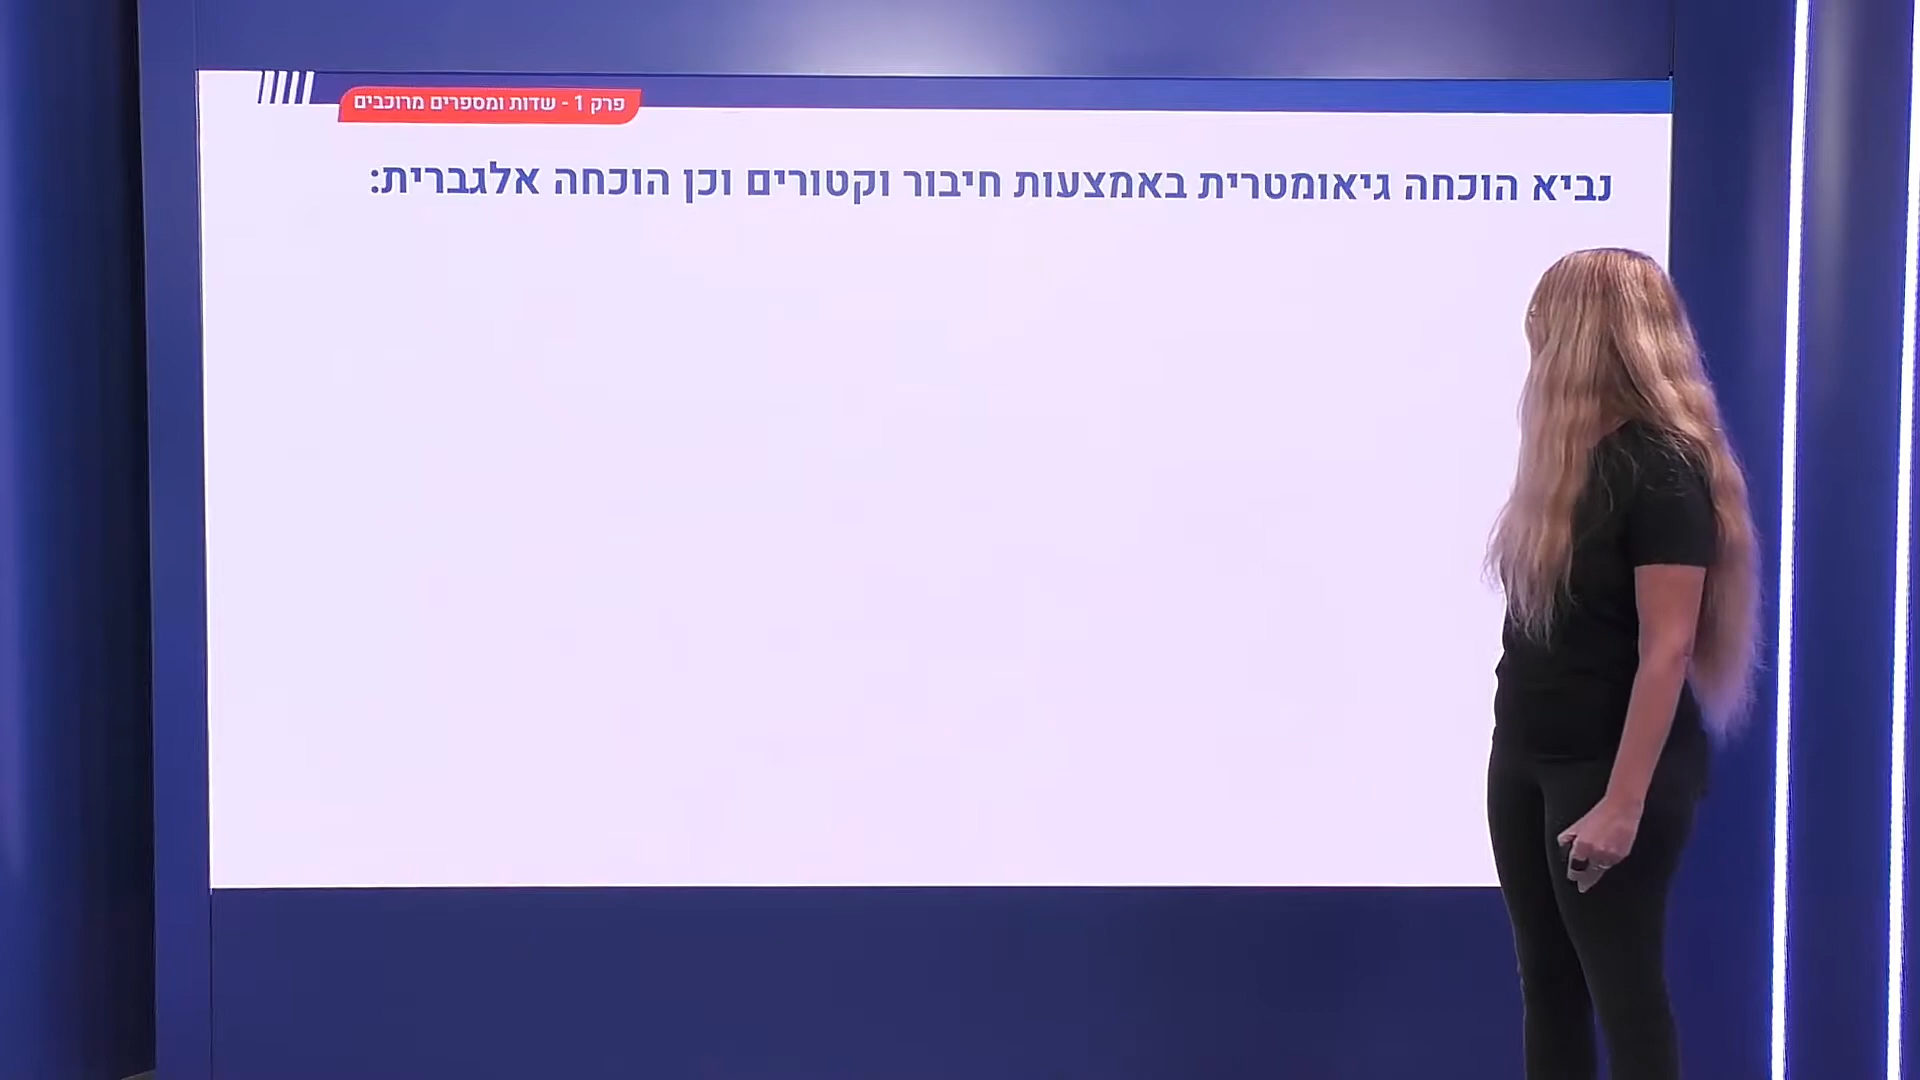 פרק 1 - שדות ומספרים מרוכבים
נביא הוכחה גיאומטרית באמצעות חיבור וקטורים וכן הוכחה אלגברית: